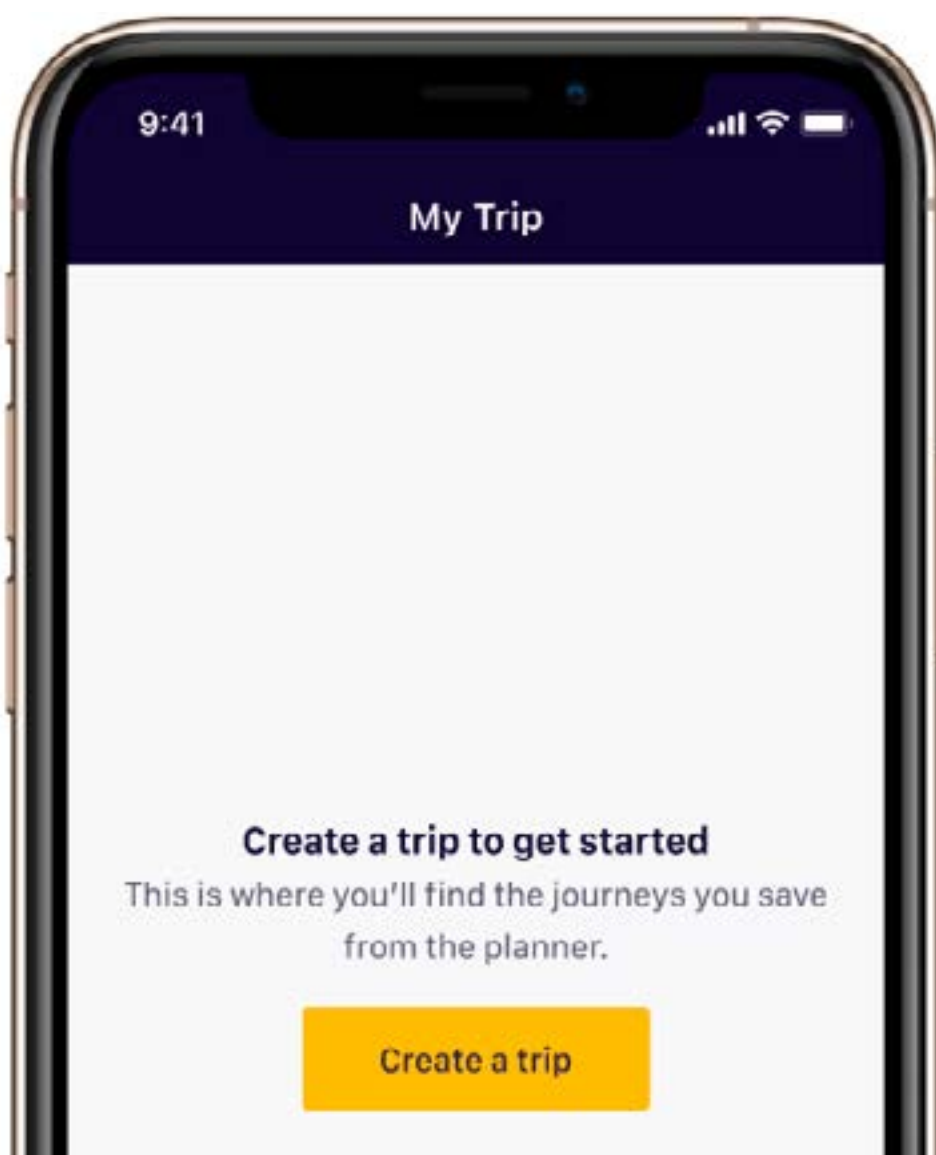 9:41
My Trip
Create a trip to get started
This is where you'll find the journeys you save
from the planner.
Create a trip